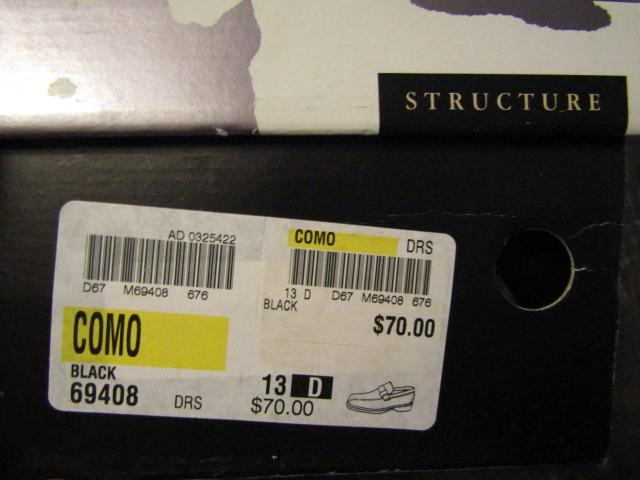 STRUCTURE
AD 0325422
D67 M69408 676
COMO
BLACK
69408 DRS
COMO DRS
13 D D67 M69408 676
BLACK
$70.00
13 D
$70.00